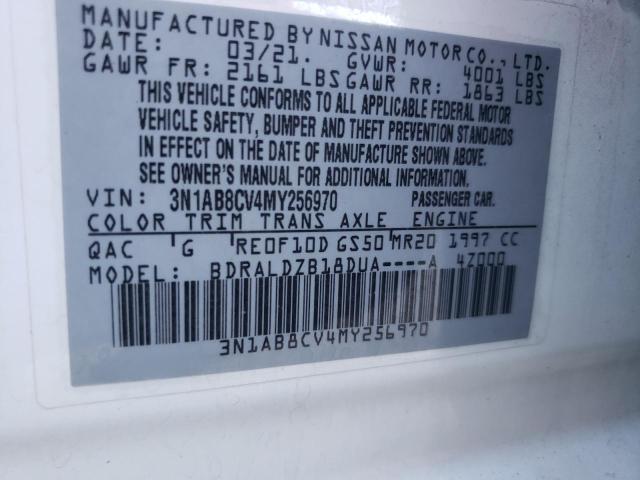 MANUFACTURED BY NISSAN MOTOR CO., LTD.
DATE: 03/21. GVWR: 4001 LBS
GAWR FR: 2161 LBS GAWR RR: 1863 LBS
THIS VEHICLE CONFORMS TO ALL APPLICABLE FEDERAL MOTOR
VEHICLE SAFETY, BUMPER AND THEFT PREVENTION STANDARDS
IN EFFECT ON THE DATE OF MANUFACTURE SHOWN ABOVE.
SEE OWNER'S MANUAL FOR ADDITIONAL INFORMATION
VIN: 3N1AB8CV4MY256970 PASSENGER CAR.
COLOR TRIM TRANS AXLE ENGINE
QAC G RE0F10D GS50 MR20 1997 CC
MODEL: BDRALDZB18DUA----A 4Z000
3N1AB8CV4MY256970